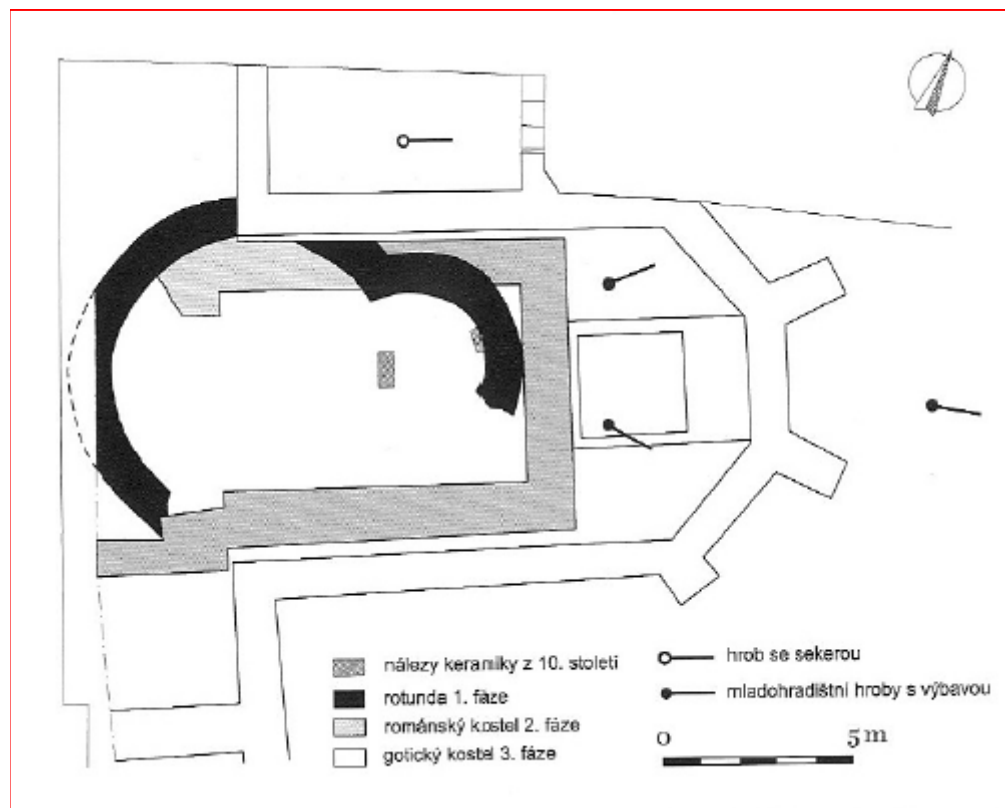 nálezy keramiky z 10. století
rotunda 1. fáze
románský kostel 2. fáze
gotický kostel 3. fáze
hrob se sekerou
mladohradištní hroby s výbavou
0 5 m